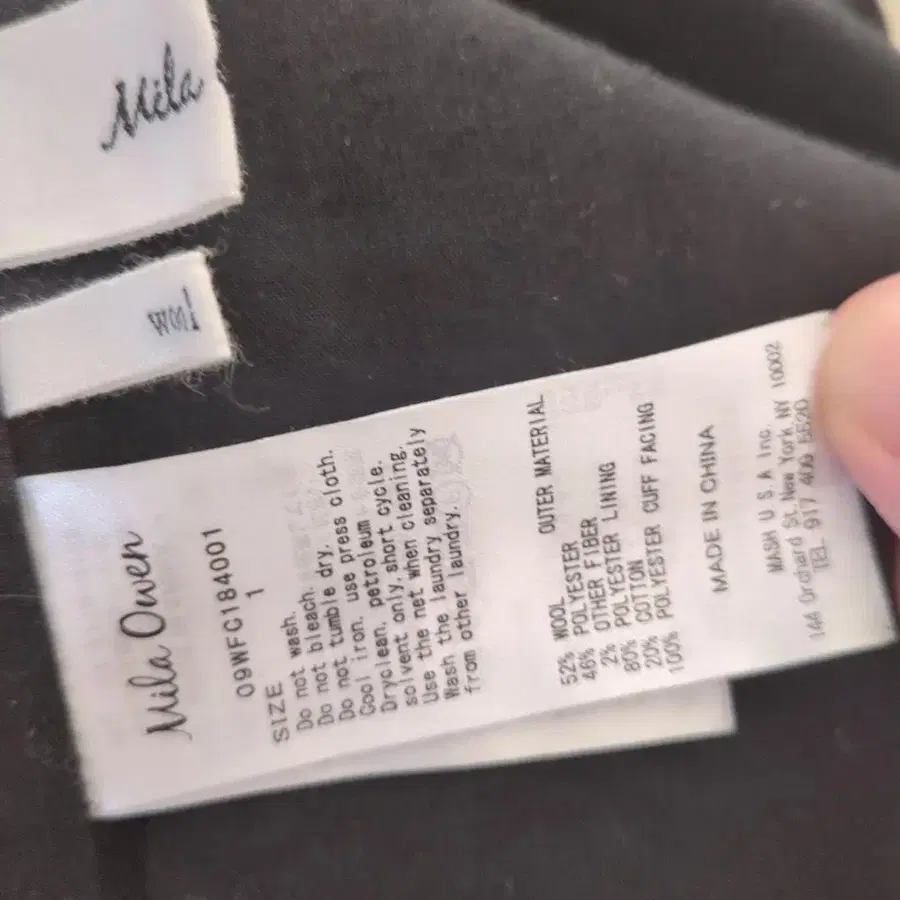 Mila
Mila Owen
09WFC184001
SIZE 1
Do not wash.
Do not bleach.
Do not tumble dry.
Cool iron. use press cloth.
Dryclean. petroleum
solvent only. short cycle.
Use the net when cleaning.
Wash the laundry separately
from other laundry.
OUTER MATERIAL
52% WOOL
46% POLYESTER
2% OTHER FIBER
POLYESTER LINING
80% COTTON
20% POLYESTER CUFF FACING
100%
MADE IN CHINA
MASH U S A Inc.
144 Orchard St. New York NY 10002
TEL 917 409 5520